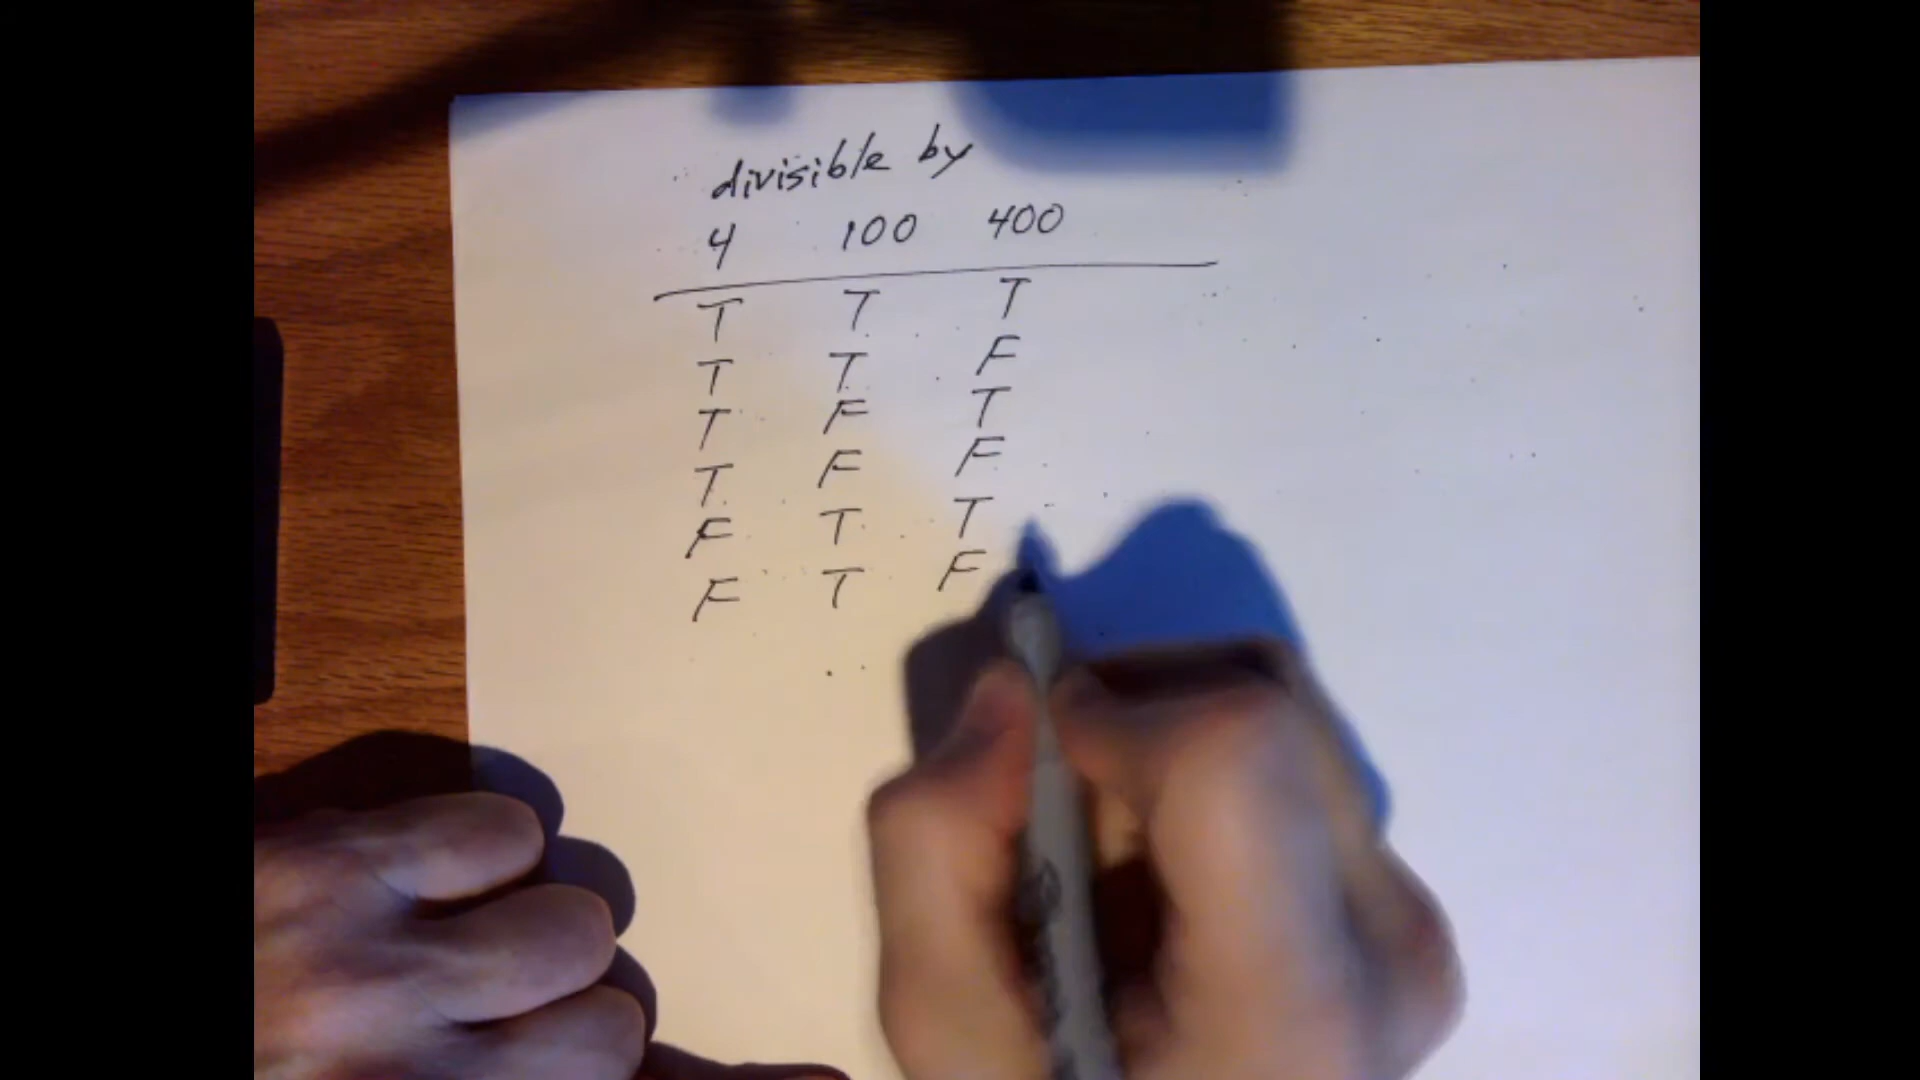 divisible by
4 100 400
T T T
T T F
T F T
T F F
F T T
F T F